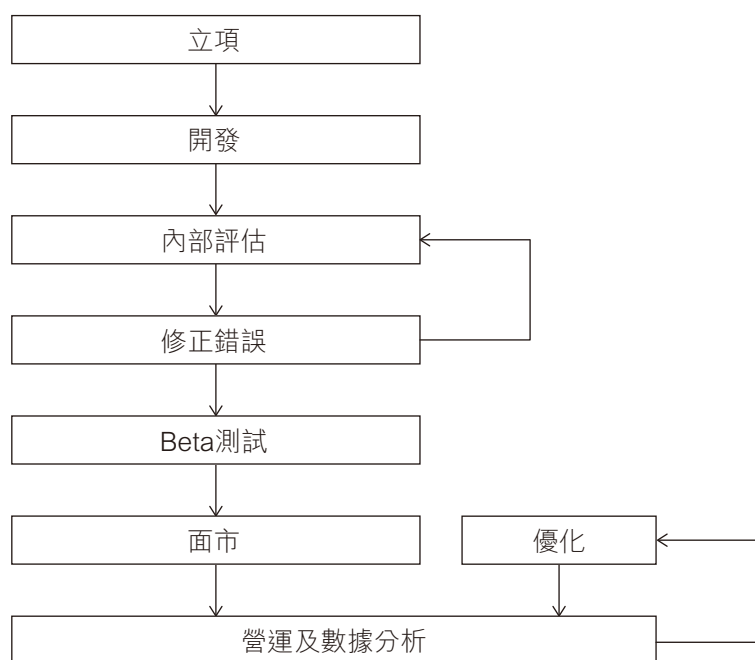 立項
開發
內部評估
修正錯誤
Beta測試
面市
優化
營運及數據分析